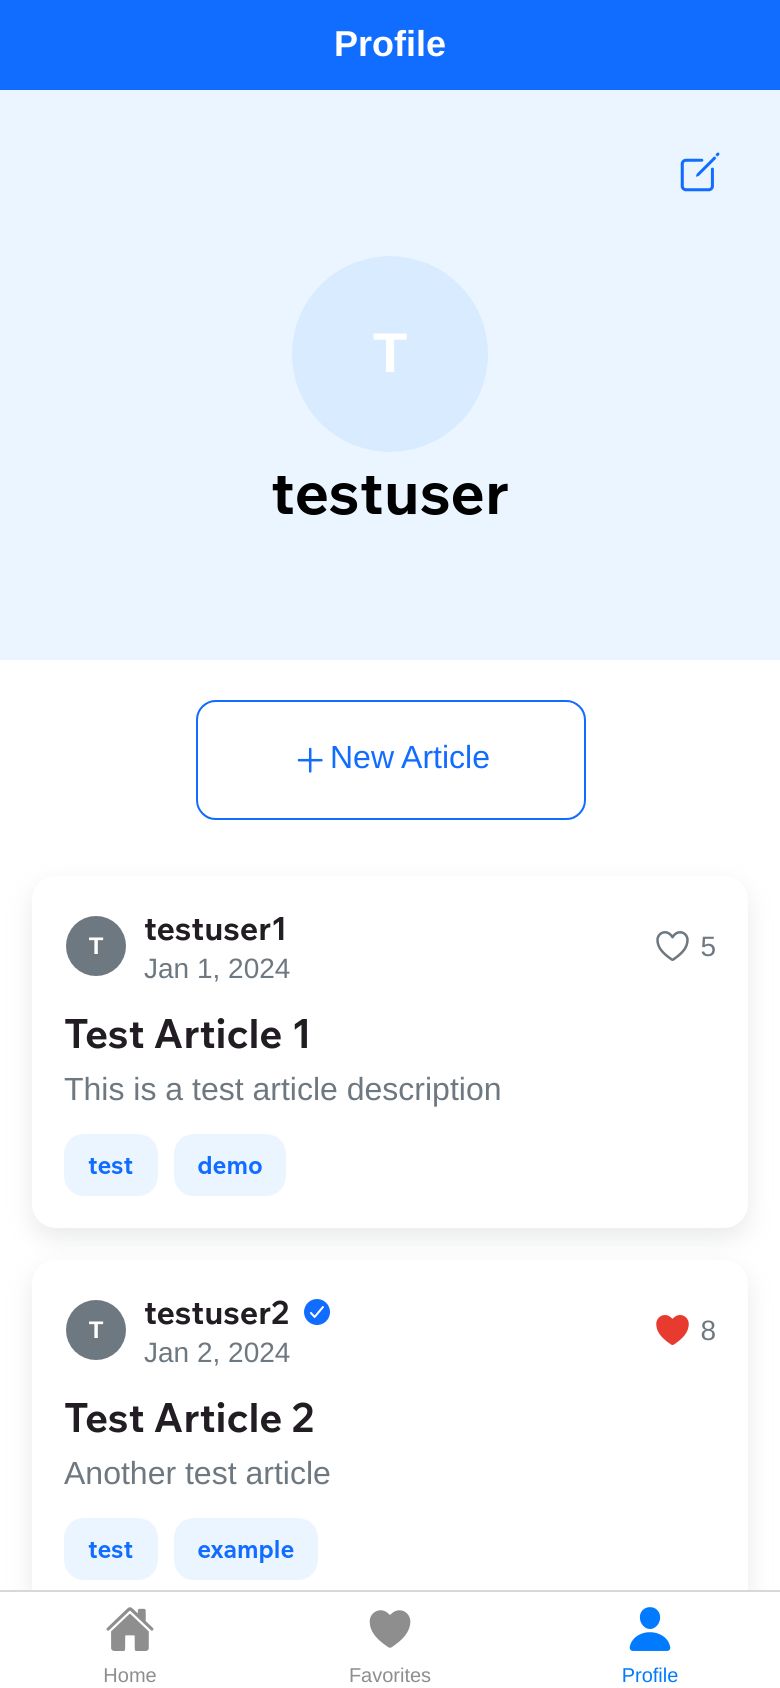 Profile
T
testuser
New Article
T
testuser1
Jan 1, 2024
5
Test Article 1
This is a test article description
test demo
T
testuser2
Jan 2, 2024
8
Test Article 2
Another test article
test example
Home Favorites Profile